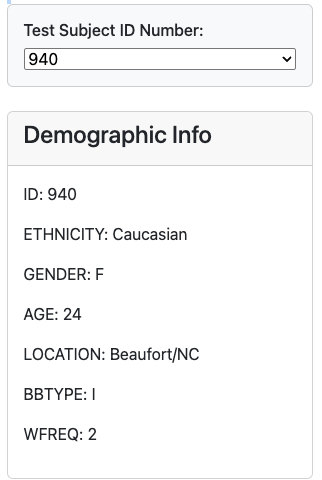 Test Subject ID Number:
940
Demographic Info
ID: 940
ETHNICITY: Caucasian
GENDER: F
AGE: 24
LOCATION: Beaufort/NC
BBTYPE: I
WFREQ: 2